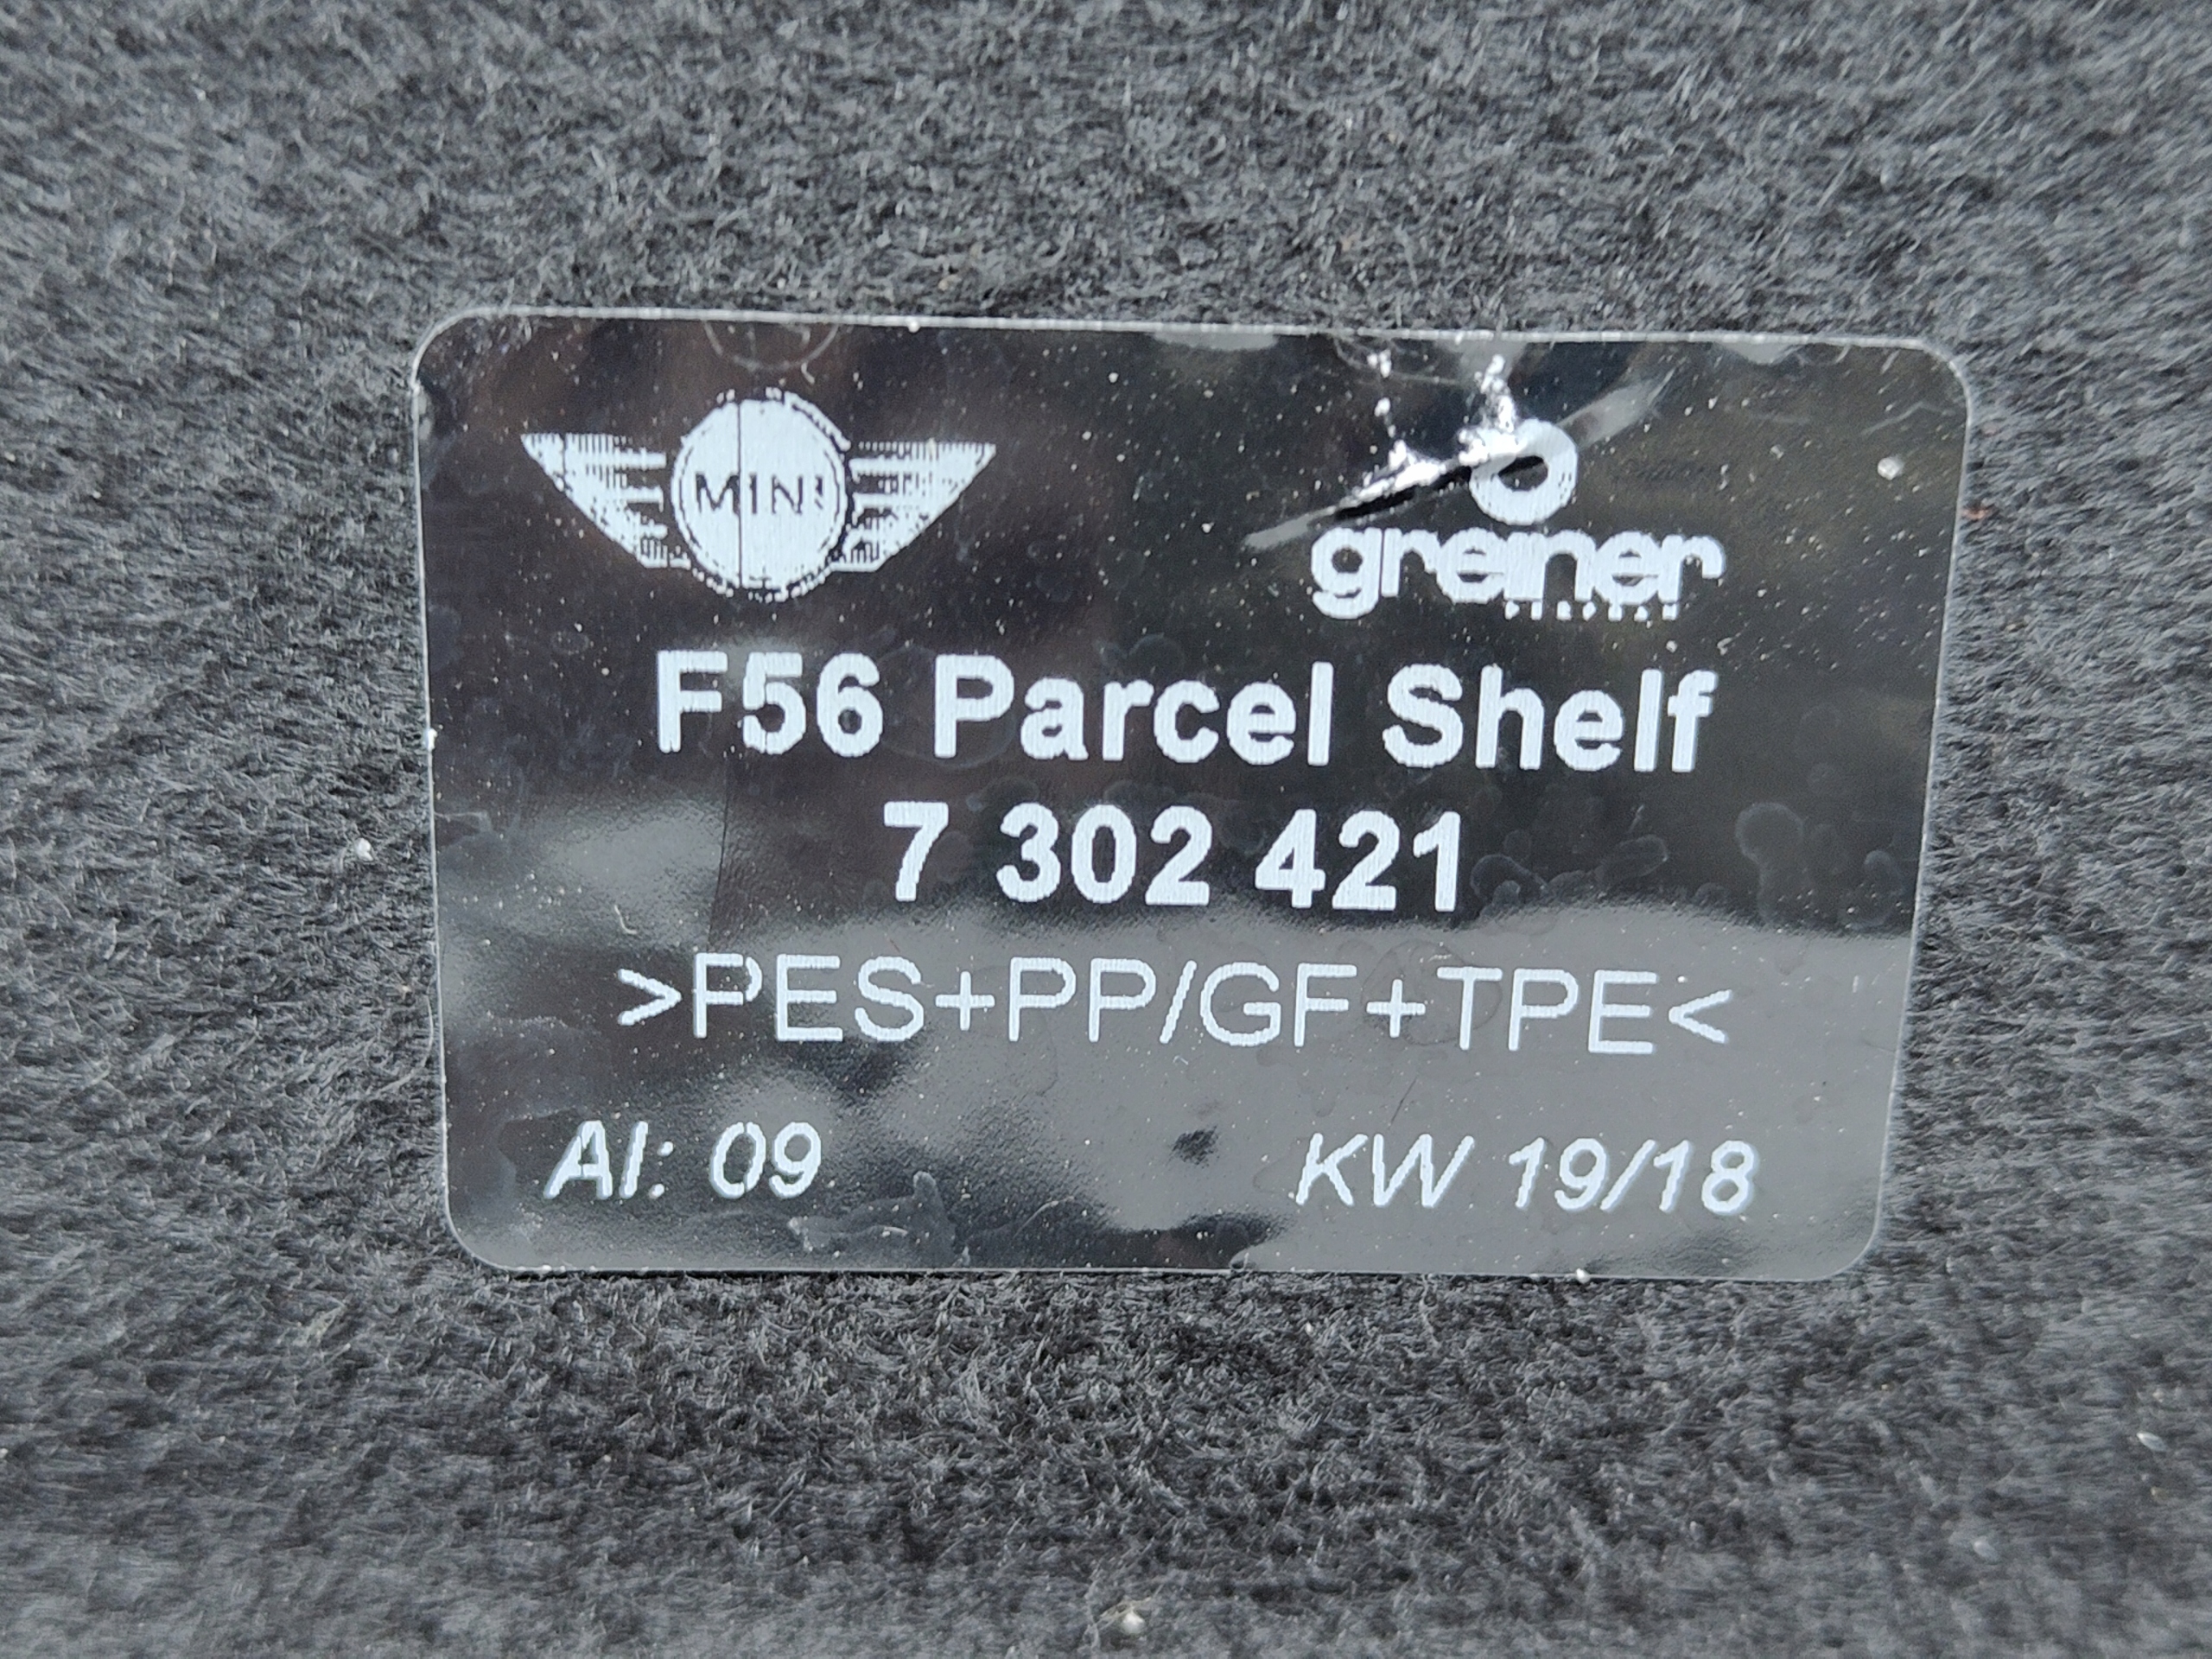 MINI
greiner
F56 Parcel Shelf
7 302 421
>PES+PP/GF+TPE<
AI: 09
KW 19/18